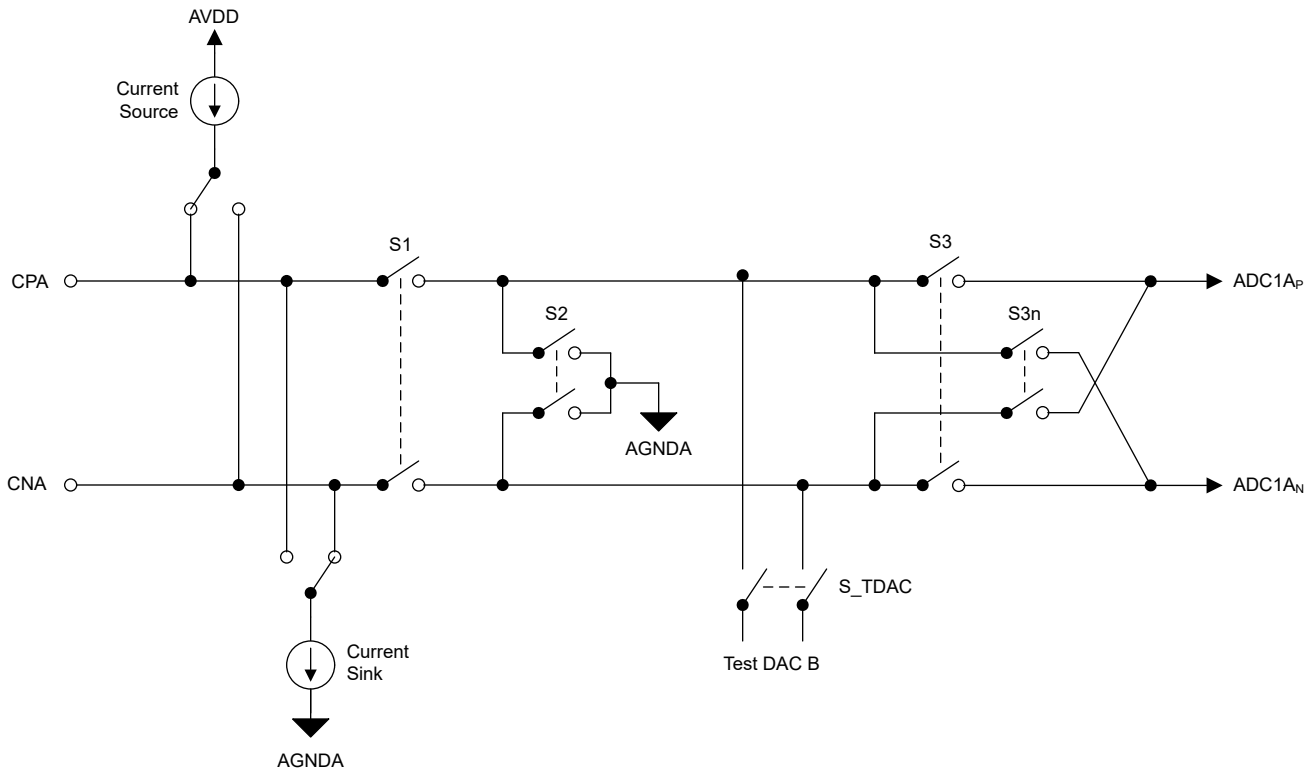 AVDD
Current
Source
S1
S3
CPA
ADC1AP
S2
S3n
AGNDA
CNA
ADC1AN
S_TDAC
Current
Sink
Test DAC B
AGNDA